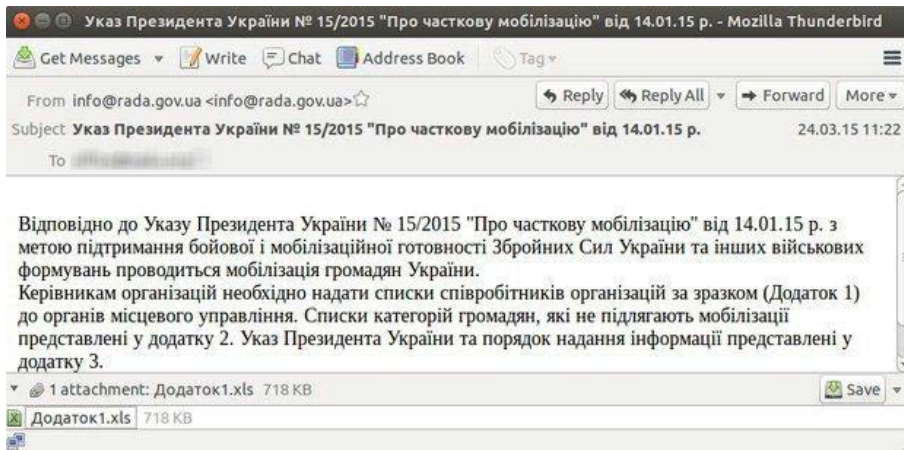 Указ Президента України № 15/2015 "Про часткову мобілізацію" від 14.01.15 р. - Mozilla Thunderbird
Get Messages Write Chat Address Book Tag
From info@rada.gov.ua <info@rada.gov.ua> Reply Reply All Forward More
Subject Указ Президента України № 15/2015 "Про часткову мобілізацію" від 14.01.15 р. 24.03.15 11:22
To
Відповідно до Указу Президента України № 15/2015 "Про часткову мобілізацію" від 14.01.15 р. з
метою підтримання бойової і мобілізаційної готовності Збройних Сил України та інших військових
формувань проводиться мобілізація громадян України.
Керівникам організацій необхідно надати списки співробітників організацій за зразком (Додаток 1)
до органів місцевого управління. Списки категорій громадян, які не підлягають мобілізації
представлені у додатку 2. Указ Президента України та порядок надання інформації представлені у
додатку 3.
1 attachment: Додаток1.xls 718 KB Save
Додаток1.xls 718 KB